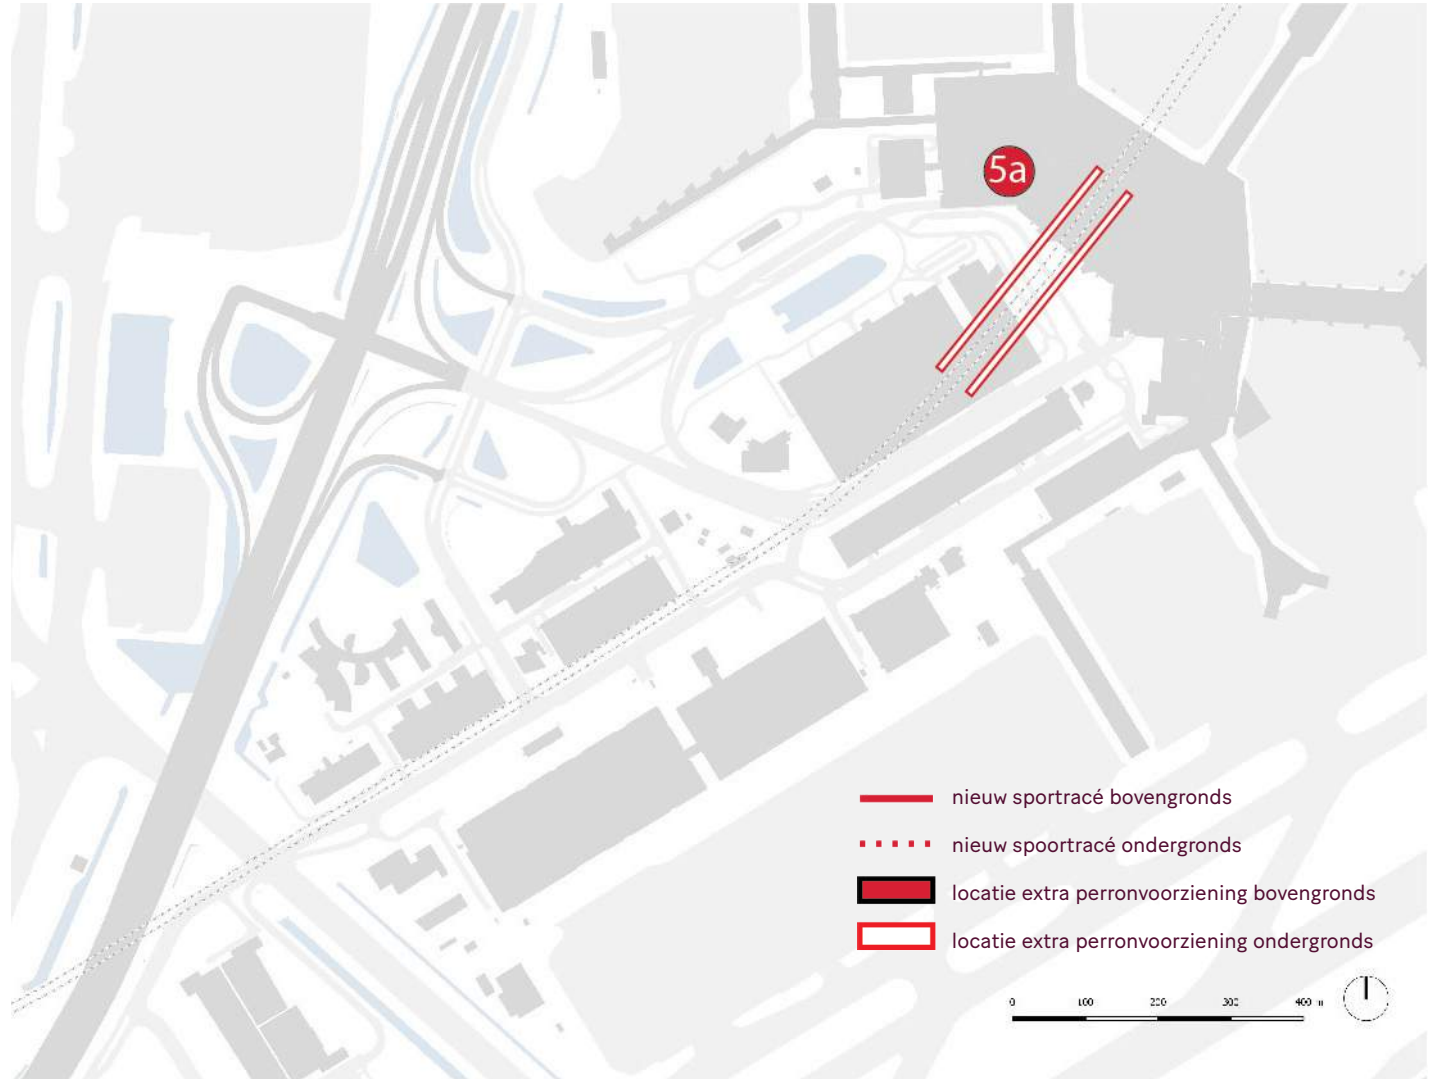 5a
nieuw sportracé bovengronds
nieuw spoortracé ondergronds
locatie extra perronvoorziening bovengronds
locatie extra perronvoorziening ondergronds
0 100 200 300 400 m